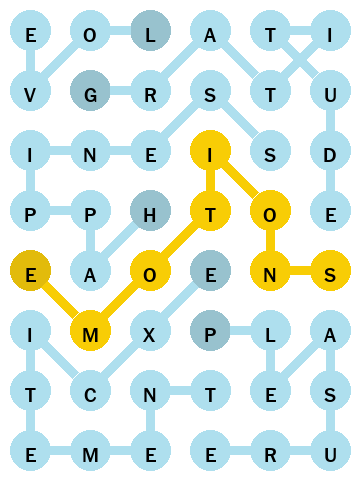 E O L A T I
V G R S T U
I N E I S D
P P H T O E
E A O E N S
I M X P L A
T C N T E S
E M E E R U